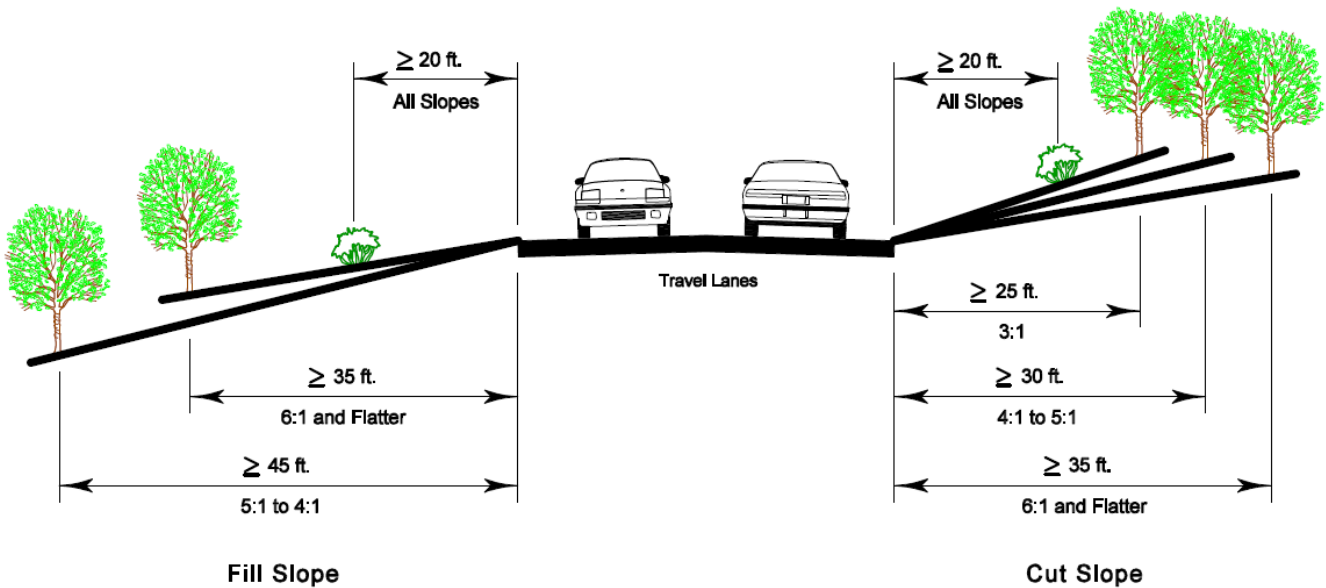 ≥ 20 ft.
All Slopes
≥ 20 ft.
All Slopes
Travel Lanes
≥ 25 ft.
3:1
≥ 35 ft.
6:1 and Flatter
≥ 30 ft.
4:1 to 5:1
≥ 45 ft.
5:1 to 4:1
≥ 35 ft.
6:1 and Flatter
Fill Slope
Cut Slope